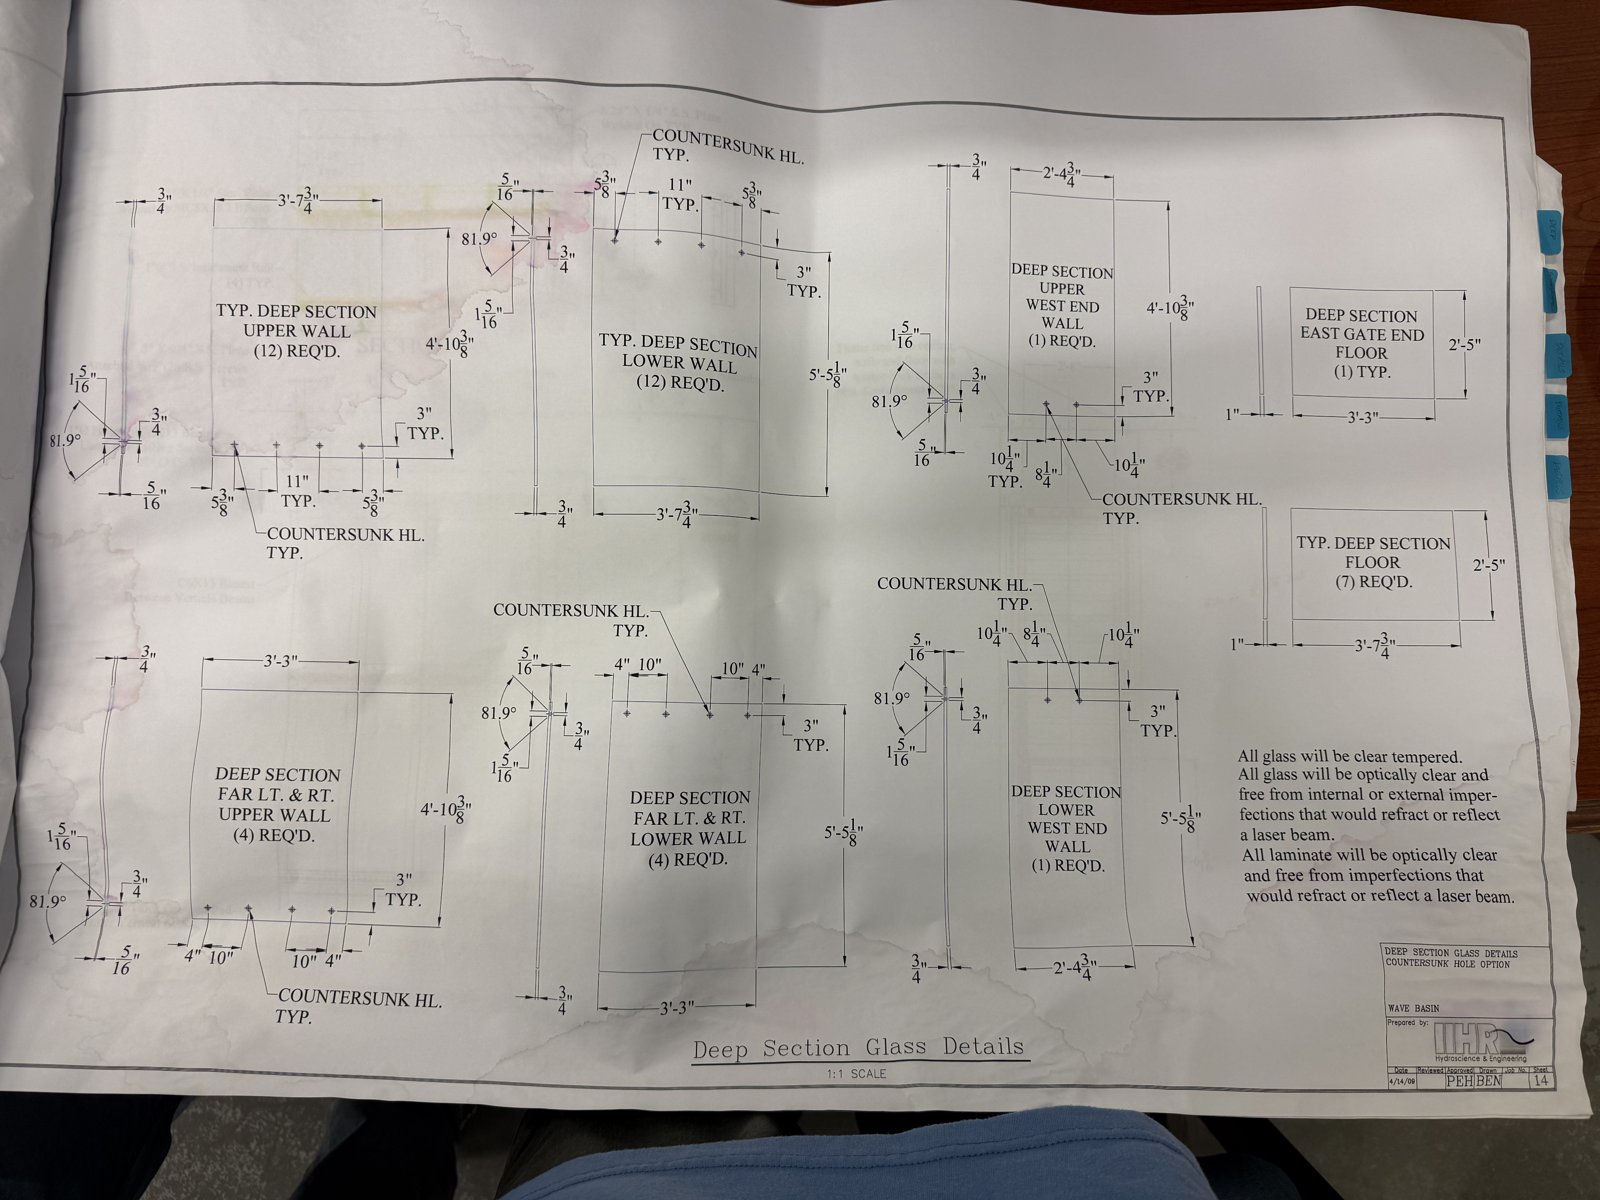 3/4"
3'-7 3/4"
TYP. DEEP SECTION
UPPER WALL
(12) REQ'D.
4'-10 3/8"
1 5/16"
81.9°
3/4"
5/16"
3"
TYP.
5 3/8"
11"
TYP.
5 3/8"
COUNTERSUNK HL.
TYP.
COUNTERSUNK HL.
TYP.
5/16"
5 3/8"
11"
TYP.
5 3/8"
81.9°
3/4"
1 5/16"
3"
TYP.
TYP. DEEP SECTION
LOWER WALL
(12) REQ'D.
5'-5 1/8"
3/4"
3'-7 3/4"
3/4"
2'-4 3/4"
DEEP SECTION
UPPER
WEST END
WALL
(1) REQ'D.
4'-10 3/8"
1 5/16"
81.9°
3/4"
5/16"
3"
TYP.
10 1/4"
TYP.
8 1/4"
10 1/4"
COUNTERSUNK HL.
TYP.
DEEP SECTION
EAST GATE END
FLOOR
(1) TYP.
2'-5"
1"
3'-3"
TYP. DEEP SECTION
FLOOR
(7) REQ'D.
2'-5"
1"
3'-7 3/4"
3/4"
3'-3"
DEEP SECTION
FAR LT. & RT.
UPPER WALL
(4) REQ'D.
4'-10 3/8"
1 5/16"
81.9°
3/4"
5/16"
3"
TYP.
4"
10"
10"
4"
COUNTERSUNK HL.
TYP.
COUNTERSUNK HL.
TYP.
5/16"
4"
10"
10"
4"
81.9°
3/4"
1 5/16"
3"
TYP.
DEEP SECTION
FAR LT. & RT.
LOWER WALL
(4) REQ'D.
5'-5 1/8"
3/4"
3'-3"
COUNTERSUNK HL.
TYP.
5/16"
10 1/4"
8 1/4"
10 1/4"
81.9°
3/4"
1 5/16"
3"
TYP.
DEEP SECTION
LOWER
WEST END
WALL
(1) REQ'D.
5'-5 1/8"
3/4"
2'-4 3/4"
All glass will be clear tempered.
All glass will be optically clear and
free from internal or external imper-
fections that would refract or reflect
a laser beam.
All laminate will be optically clear
and free from imperfections that
would refract or reflect a laser beam.
Deep Section Glass Details
1:1 SCALE
DEEP SECTION GLASS DETAILS
COUNTERSUNK HOLE OPTION
WAVE BASIN
Prepared by:
IIHR
Hydroscience & Engineering
Date Reviewed Approved Drawn Job No. Sheet
4/14/09 PEH BEN 14